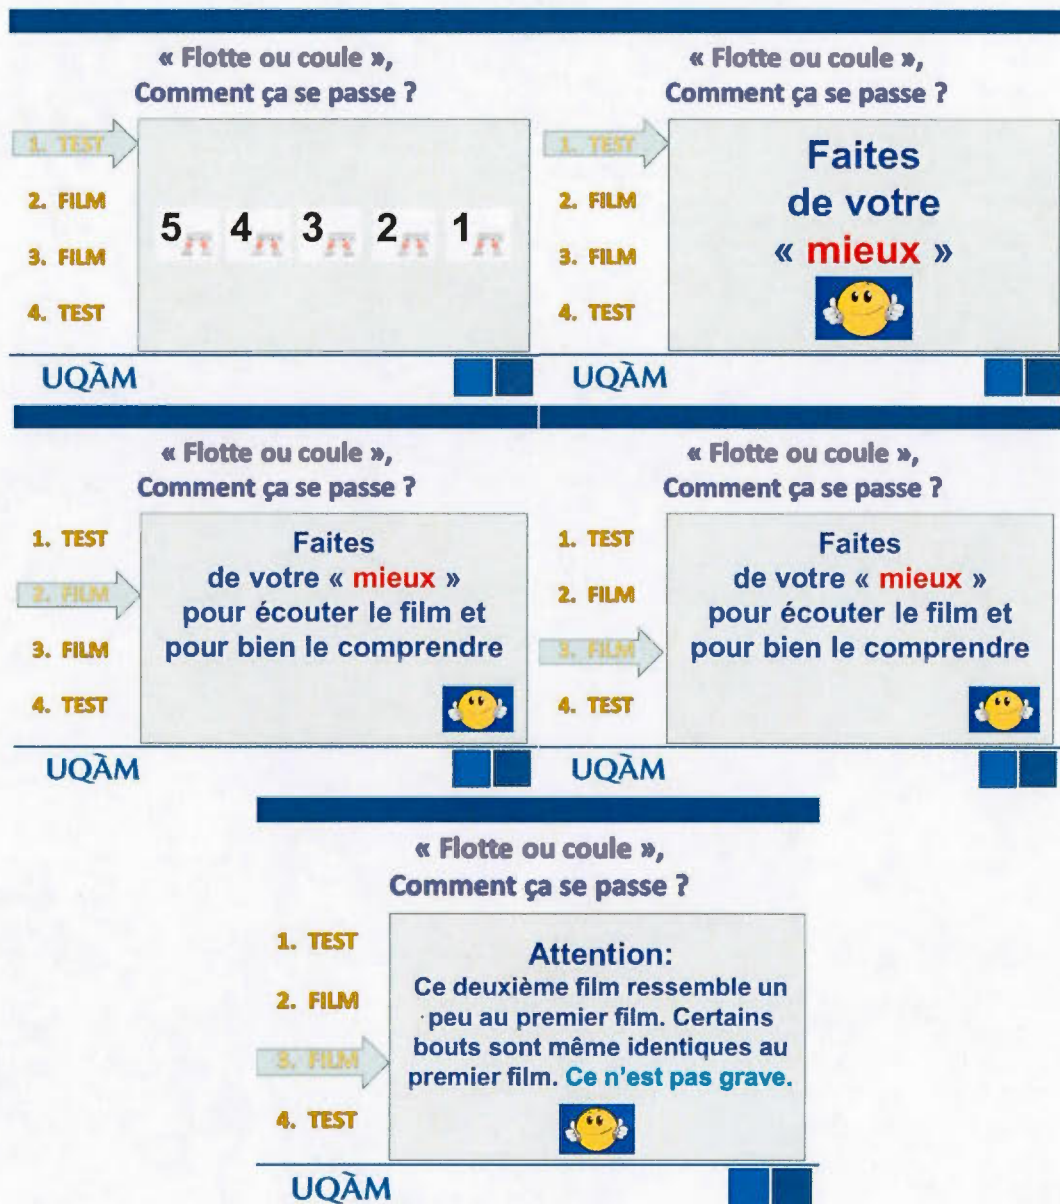 « Flotte ou coule »,
Comment ça se passe ?
1. TEST
2. FILM
3. FILM
4. TEST
5 4 3 2 1
UQÀM
« Flotte ou coule »,
Comment ça se passe ?
1. TEST
2. FILM
3. FILM
4. TEST
Faites
de votre
« mieux »
UQÀM
« Flotte ou coule »,
Comment ça se passe ?
1. TEST
2. FILM
3. FILM
4. TEST
Faites
de votre « mieux »
pour écouter le film et
pour bien le comprendre
UQÀM
« Flotte ou coule »,
Comment ça se passe ?
1. TEST
2. FILM
3. FILM
4. TEST
Faites
de votre « mieux »
pour écouter le film et
pour bien le comprendre
UQÀM
« Flotte ou coule »,
Comment ça se passe ?
1. TEST
2. FILM
3. FILM
4. TEST
Attention:
Ce deuxième film ressemble un
peu au premier film. Certains
bouts sont même identiques au
premier film. Ce n'est pas grave.
UQÀM